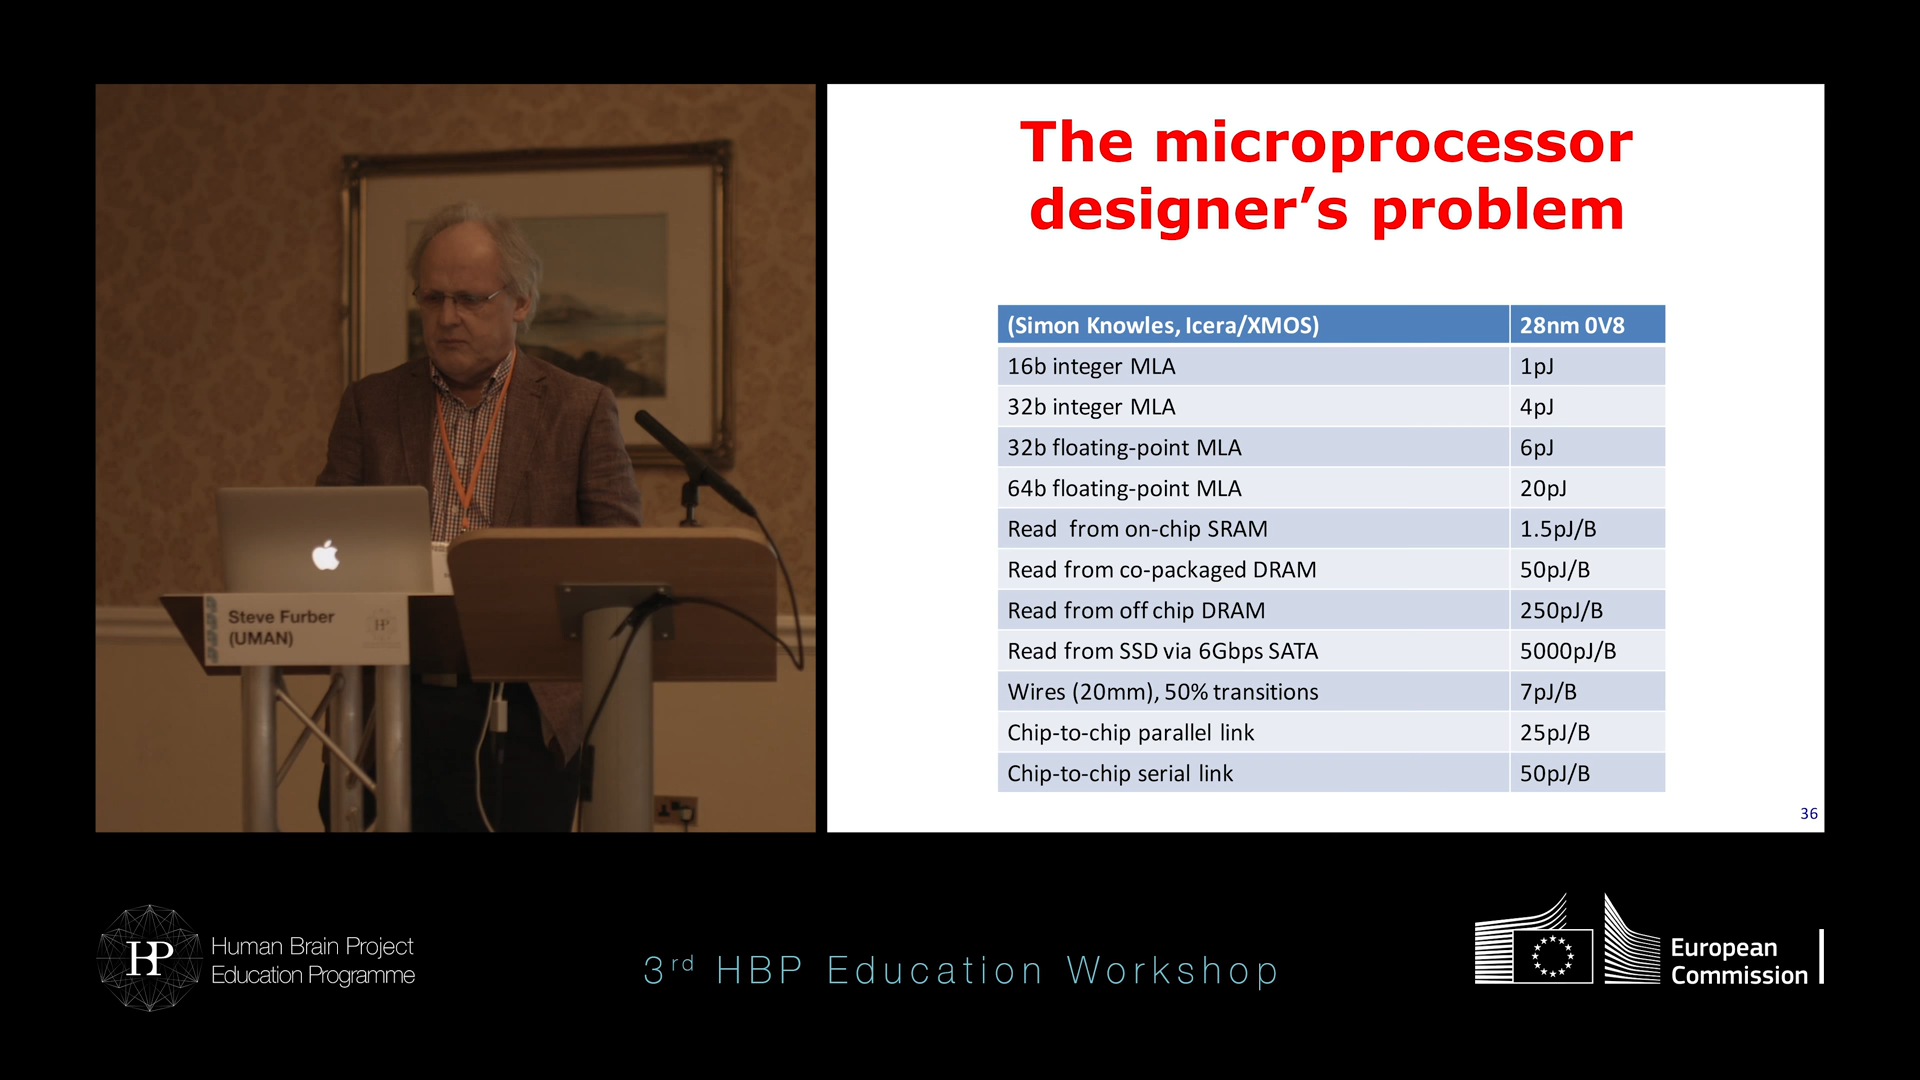 The microprocessor
designer’s problem
(Simon Knowles, Icera/XMOS) 28nm 0V8
16b integer MLA 1pJ
32b integer MLA 4pJ
32b floating-point MLA 6pJ
64b floating-point MLA 20pJ
Read from on-chip SRAM 1.5pJ/B
Read from co-packaged DRAM 50pJ/B
Read from off chip DRAM 250pJ/B
Read from SSD via 6Gbps SATA 5000pJ/B
Wires (20mm), 50% transitions 7pJ/B
Chip-to-chip parallel link 25pJ/B
Chip-to-chip serial link 50pJ/B
36
Steve Furber
(UMAN)
HP
Human Brain Project
Education Programme
3rd HBP Education Workshop
European
Commission